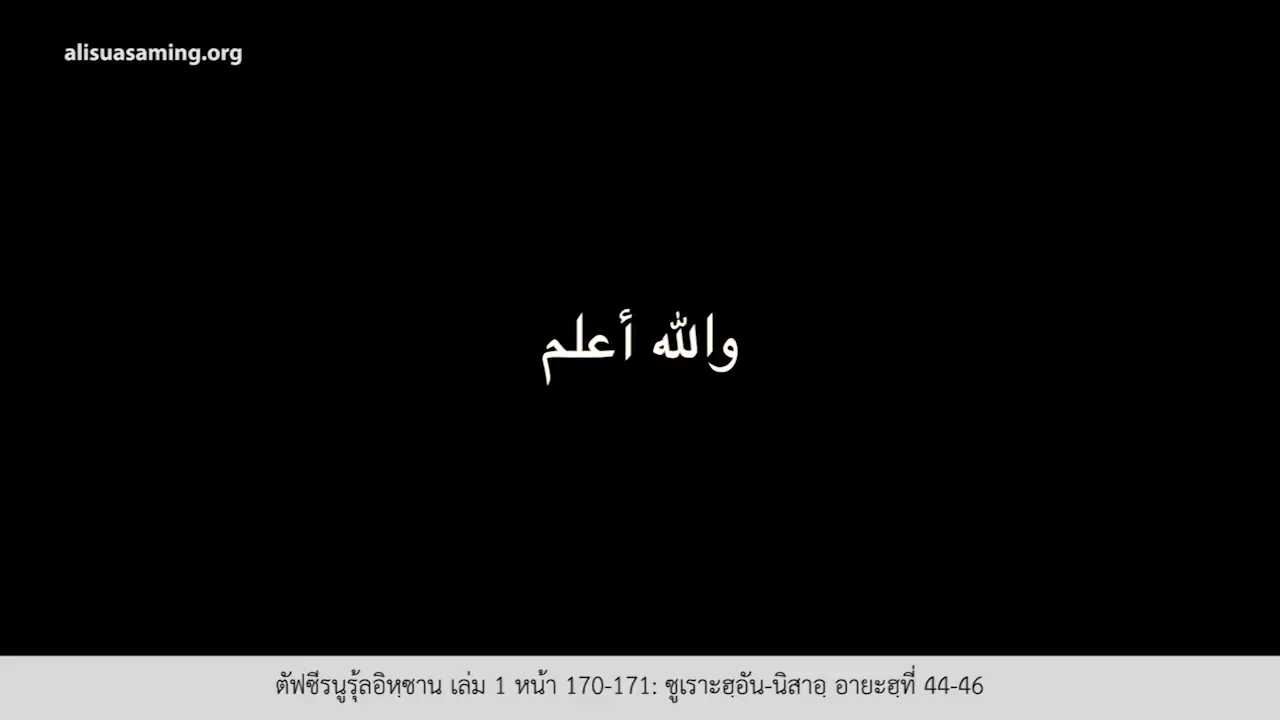 alisuasaming.org
والله أعلم
ตัฟซีรนูรุ้ลอิหฺซาน เล่ม 1 หน้า 170-171: ซูเราะฮฺอัน-นิสาอฺ อายะฮฺที่ 44-46